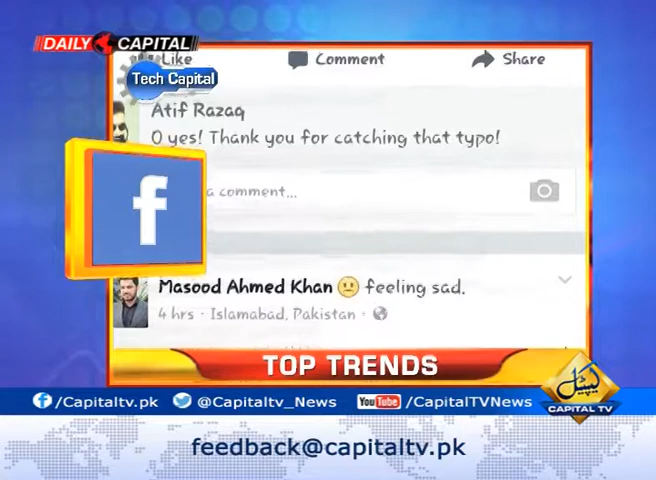 DAILY CAPITAL
Like Comment Share
Tech Capital
Atif Razaq
O yes! Thank you for catching that typo!
f
a comment...
Masood Ahmed Khan feeling sad.
4 hrs · Islamabad, Pakistan ·
TOP TRENDS
کیپیٹل
CAPITAL TV
f /Capitaltv.pk @Capitaltv_News YouTube /CapitalTVNews
feedback@capitaltv.pk